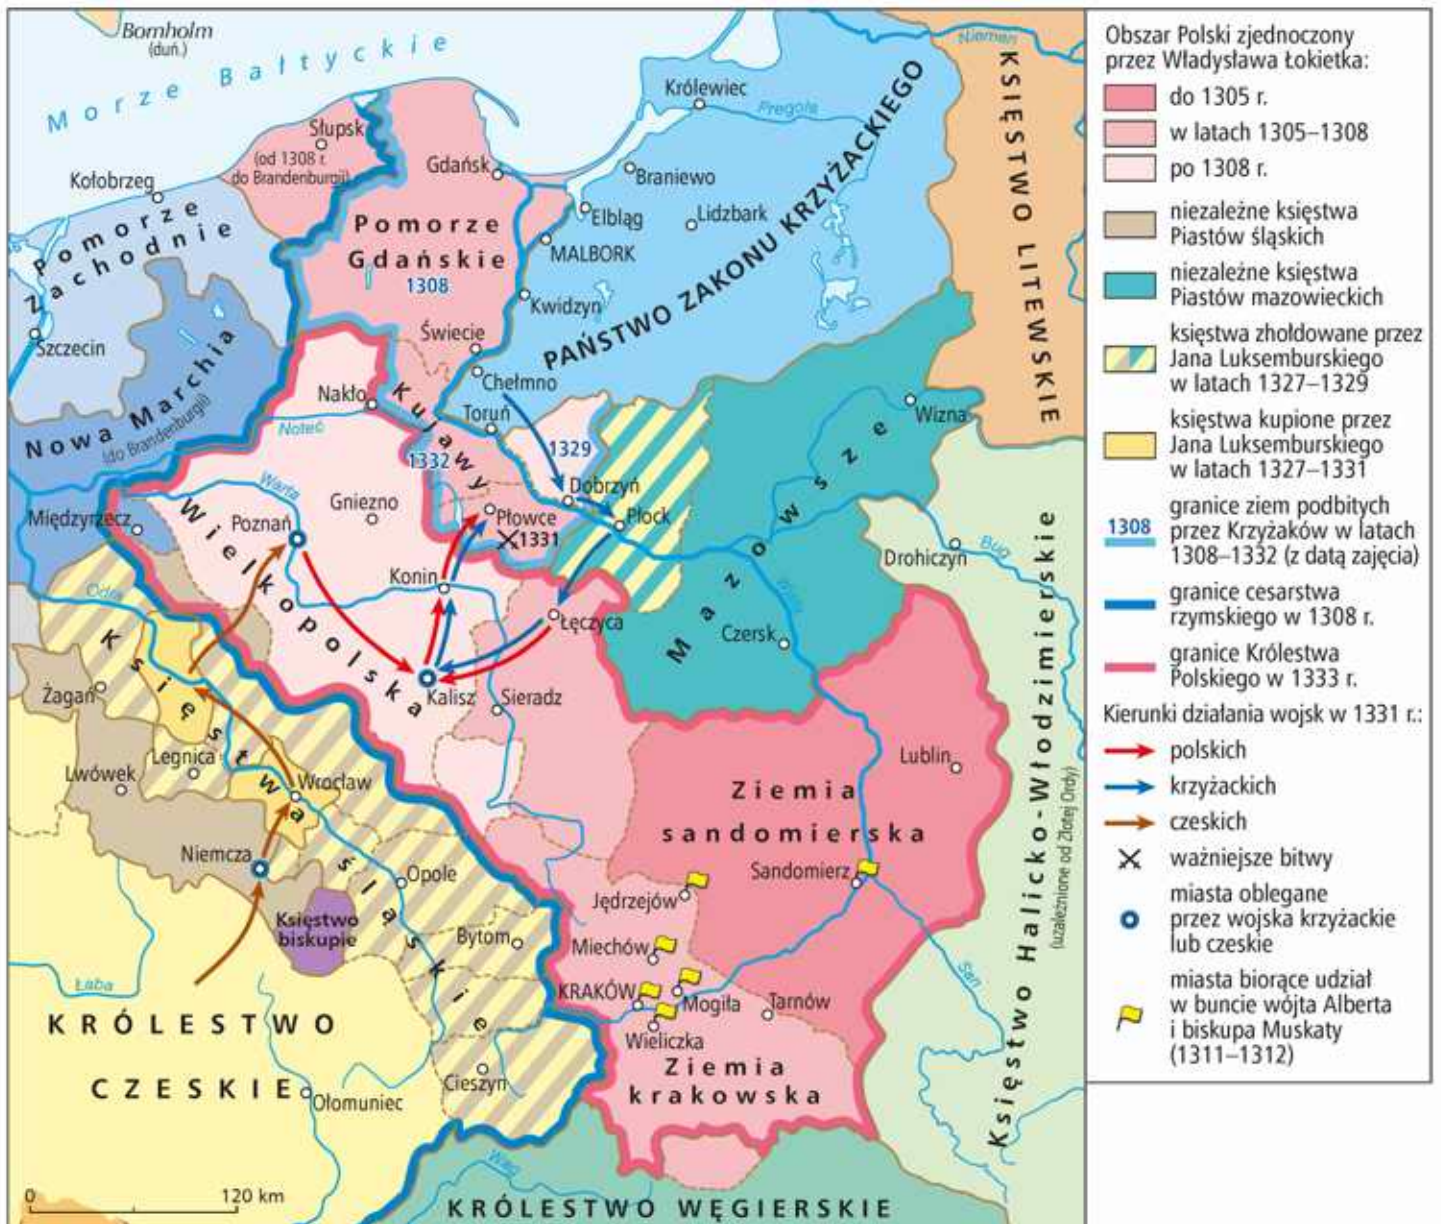 Bornholm
(duń.)
Morze Bałtyckie
Niemen
Królewiec
Pregoła
Słupsk
(od 1308 r.
do Brandenburgii)
Gdańsk
Braniewo
Kołobrzeg
Elbląg
Lidzbark
Pomorze
Zachodnie
Pomorze
Gdańskie
1308
MALBORK
Kwidzyn
PAŃSTWO ZAKONU KRZYŻACKIEGO
KSIĘSTWO LITEWSKIE
Szczecin
Świecie
Chełmno
Nowa Marchia
(do Brandenburgii)
Nakło
Kujawy
Toruń
Noteć
Wizna
1332
1329
Warta
Dobrzyń
Gniezno
Międzyrzecz
Poznań
Płowce
1331
Płock
Mazowsze
Drohiczyn
Bug
Wielkopolska
Konin
Odra
Łęczyca
Czersk
Księstwa
śląskie
Żagań
Kalisz
Sieradz
Legnica
Lwówek
Wrocław
Lublin
Ziemia
sandomierska
Niemcza
Opole
Sandomierz
Jędrzejów
Księstwo
biskupie
Bytom
Miechów
KRAKÓW
Mogiła
Tarnów
San
Łaba
Wieliczka
KRÓLESTWO
CZESKIE
Ziemia
krakowska
Cieszyn
Ołomuniec
Księstwo Halicko-Włodzimierskie
(uzależnione od Złotej Ordy)
Wag
0 120 km
KRÓLESTWO WĘGIERSKIE
Obszar Polski zjednoczony
przez Władysława Łokietka:
do 1305 r.
w latach 1305–1308
po 1308 r.
niezależne księstwa
Piastów śląskich
niezależne księstwa
Piastów mazowieckich
księstwa zhołdowane przez
Jana Luksemburskiego
w latach 1327–1329
księstwa kupione przez
Jana Luksemburskiego
w latach 1327–1331
1308
granice ziem podbitych
przez Krzyżaków w latach
1308–1332 (z datą zajęcia)
granice cesarstwa
rzymskiego w 1308 r.
granice Królestwa
Polskiego w 1333 r.
Kierunki działania wojsk w 1331 r.:
polskich
krzyżackich
czeskich
ważniejsze bitwy
miasta oblegane
przez wojska krzyżackie
lub czeskie
miasta biorące udział
w buncie wójta Alberta
i biskupa Muskaty
(1311–1312)